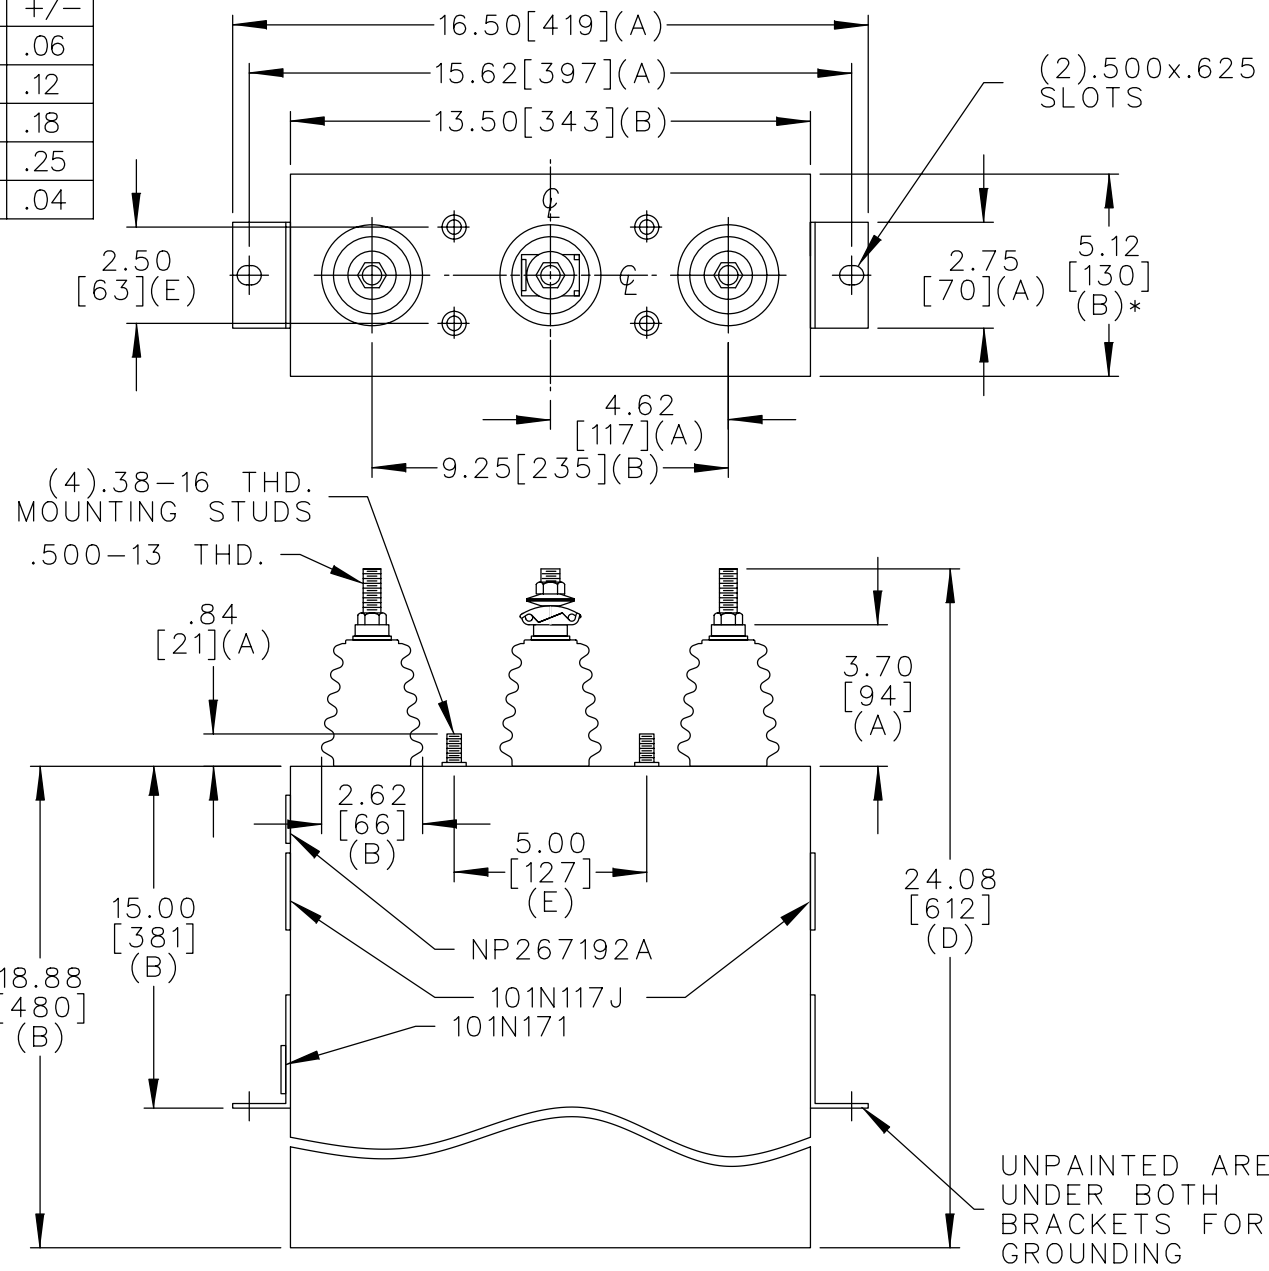 +/-
.06
.12
.18
.25
.04
16.50[419](A)
15.62[397](A)
13.50[343](B)
(2).500x.625
SLOTS
2.50
[63](E)
℄
℄
2.75
[70](A)
5.12
[130]
(B)*
4.62
[117](A)
9.25[235](B)
(4).38-16 THD.
MOUNTING STUDS
.500-13 THD.
.84
[21](A)
3.70
[94]
(A)
2.62
[66]
(B)
5.00
[127]
(E)
15.00
[381]
(B)
18.88
[480]
(B)
24.08
[612]
(D)
NP267192A
101N117J
101N171
UNPAINTED ARE
UNDER BOTH
BRACKETS FOR
GROUNDING